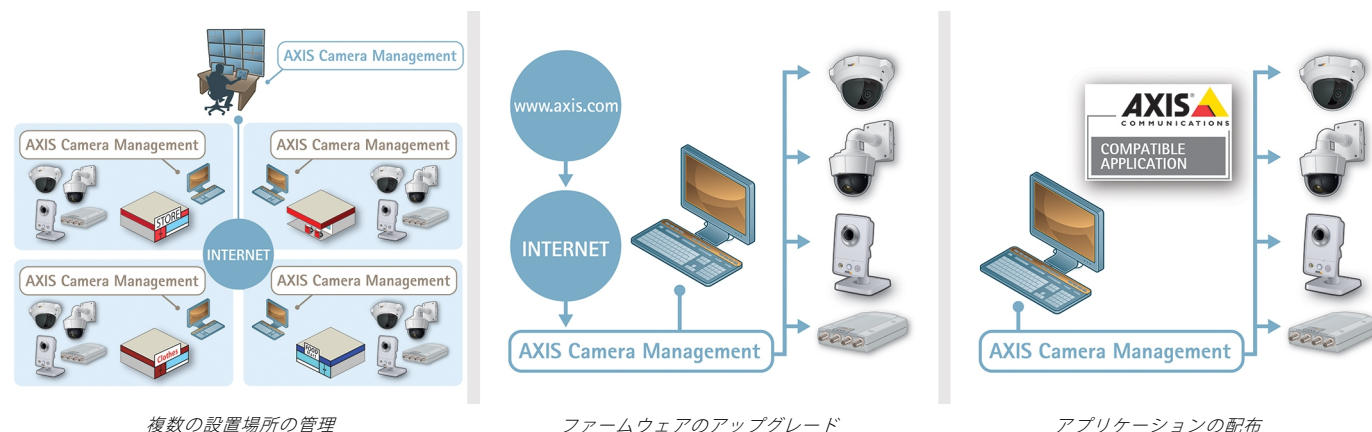 AXIS Camera Management
AXIS Camera Management
AXIS Camera Management
STORE
INTERNET
AXIS Camera Management
AXIS Camera Management
Clothes
FOOD
複数の設置場所の管理
www.axis.com
INTERNET
AXIS Camera Management
ファームウェアのアップグレード
AXIS
COMMUNICATIONS
COMPATIBLE
APPLICATION
AXIS Camera Management
アプリケーションの配布